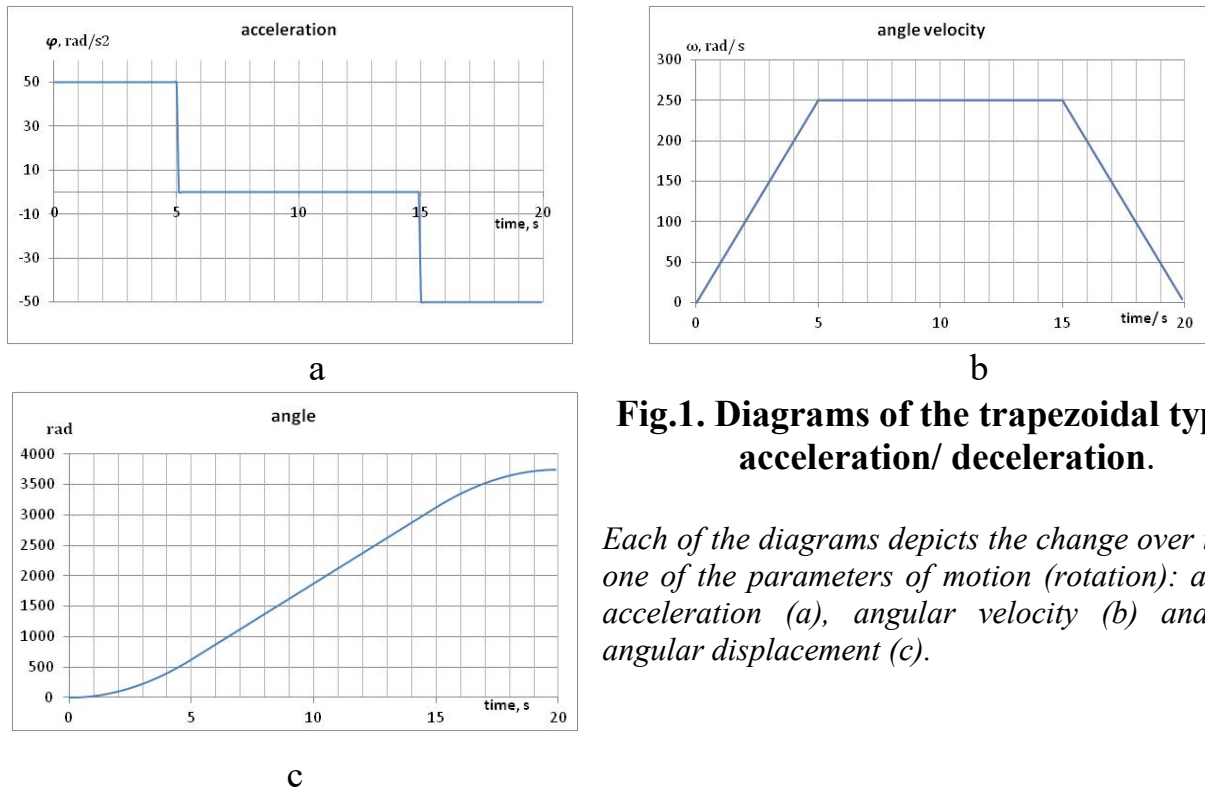 acceleration
φ, rad/s2
50
30
10
-10
-30
-50
0 5 10 15 20
time, s
a
angle velocity
ω, rad/ s
300
250
200
150
100
50
0
0 5 10 15 20
time/ s
b
angle
rad
4000
3500
3000
2500
2000
1500
1000
500
0
0 5 10 15 20
time, s
c
Fig.1. Diagrams of the trapezoidal
acceleration/ deceleration.
Each of the diagrams depicts the change over
one of the parameters of motion (rotation):
acceleration (a), angular velocity (b) and
angular displacement (c).